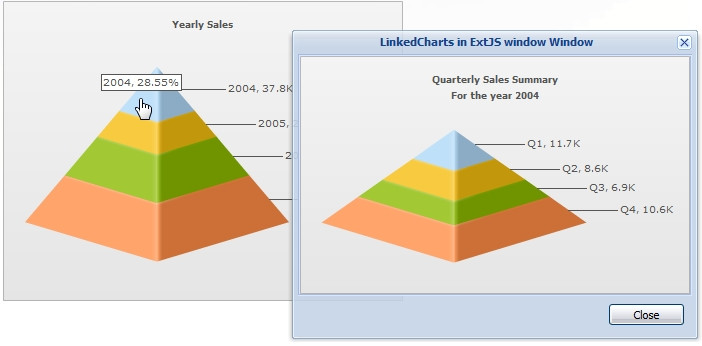 Yearly Sales
2004, 28.55%
2004, 37.8K
2005,
LinkedCharts in ExtJS window Window
Quarterly Sales Summary
For the year 2004
Q1, 11.7K
Q2, 8.6K
Q3, 6.9K
Q4, 10.6K
Close